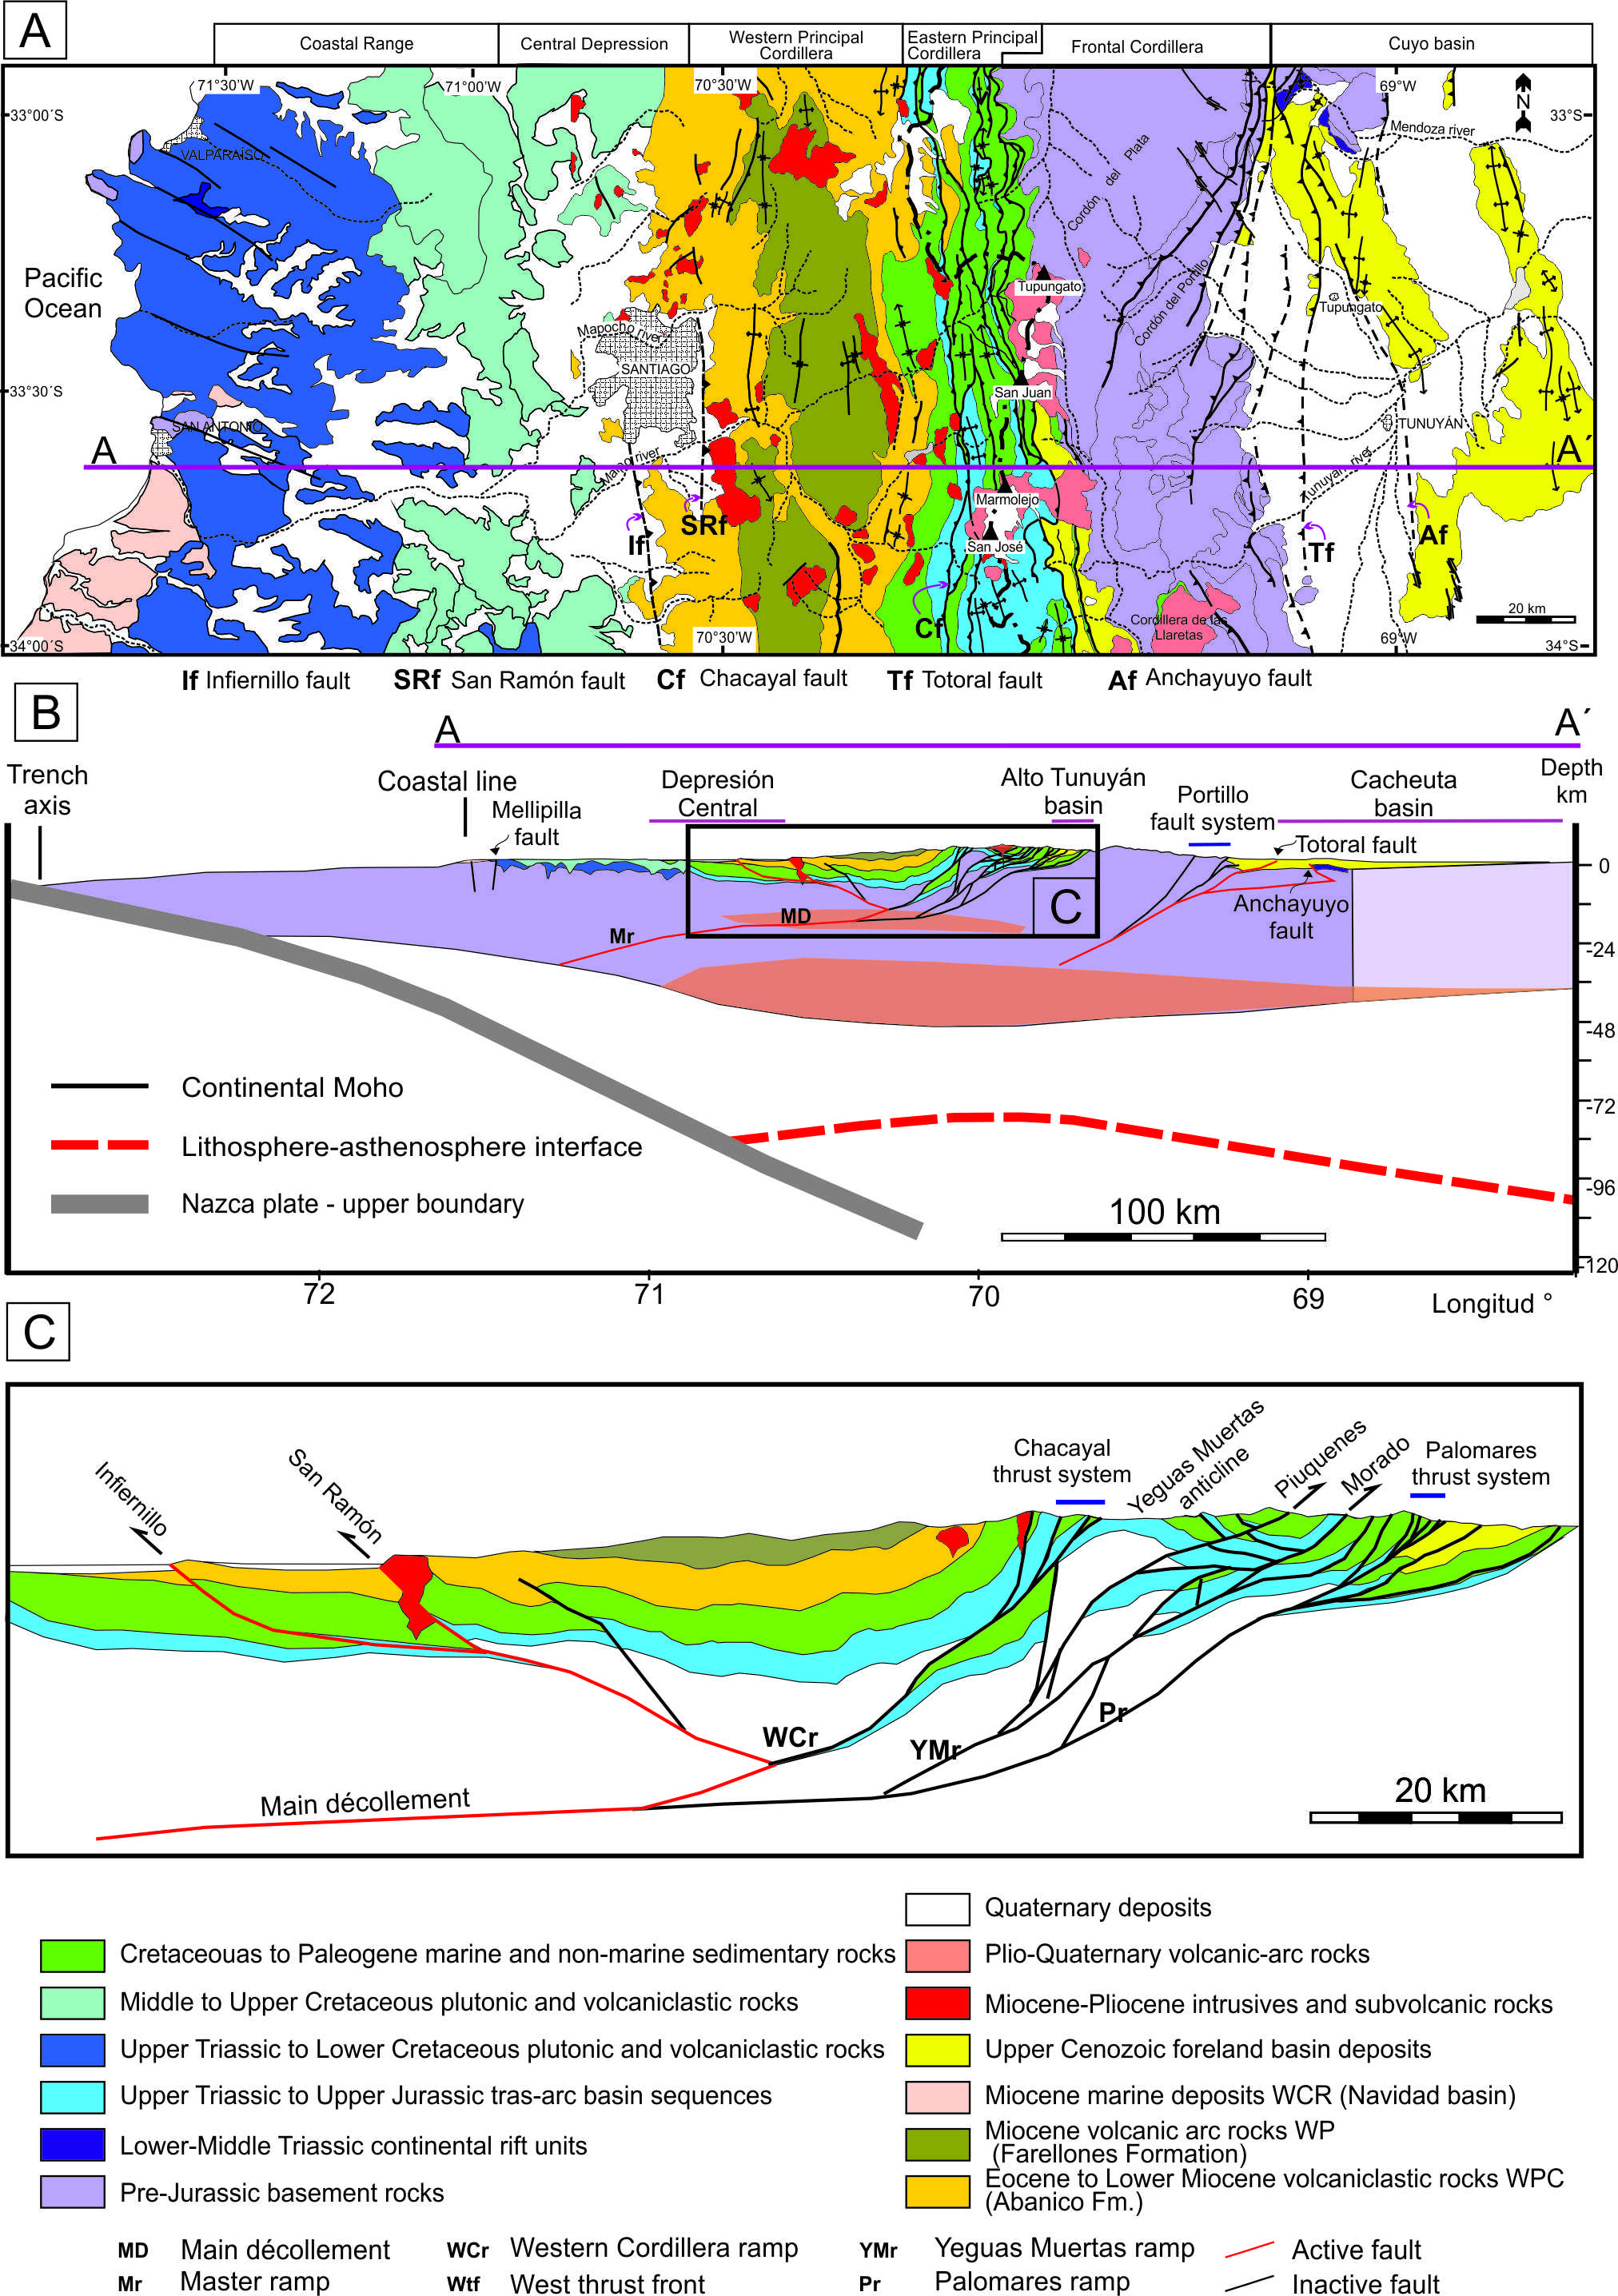 A
Coastal Range
Central Depression
Western Principal
Cordillera
Eastern Principal
Cordillera
Frontal Cordillera
Cuyo basin
71°30´W
71°00´W
70°30´W
69°W
33°00´S
33°S
N
VALPARAÍSO
Mendoza river
Cordón del Plata
Pacific
Ocean
Tupungato
Cordón del Portillo
Tupungato
Mapocho river
SANTIAGO
San Juan
33°30´S
SAN ANTONIO
TUNUYÁN
A
A´
Maipo river
Tunuyan river
Marmolejo
SRf
If
San José
Tf
Af
Cf
Cordillera de las
Llaretas
20 km
70°30'W
69°W
34°00´S
34°S
If Infiernillo fault
SRf San Ramón fault
Cf Chacayal fault
Tf Totoral fault
Af Anchayuyo fault
B
A
A´
Trench
axis
Coastal line
Mellipilla
fault
Depresión
Central
Alto Tunuyán
basin
Portillo
fault system
Cacheuta
basin
Depth
km
Totoral fault
0
C
Anchayuyo
fault
MD
Mr
-24
-48
-72
-96
-120
Continental Moho
Lithosphere-asthenosphere interface
Nazca plate - upper boundary
100 km
72
71
70
69
Longitud °
C
Infiernillo
San Ramón
Chacayal
thrust system
Yeguas Muertas
anticline
Piuquenes
Morado
Palomares
thrust system
WCr
YMr
Pr
Main décollement
20 km
Quaternary deposits
Cretaceouas to Paleogene marine and non-marine sedimentary rocks
Plio-Quaternary volcanic-arc rocks
Middle to Upper Cretaceous plutonic and volcaniclastic rocks
Miocene-Pliocene intrusives and subvolcanic rocks
Upper Triassic to Lower Cretaceous plutonic and volcaniclastic rocks
Upper Cenozoic foreland basin deposits
Upper Triassic to Upper Jurassic tras-arc basin sequences
Miocene marine deposits WCR (Navidad basin)
Lower-Middle Triassic continental rift units
Miocene volcanic arc rocks WP
(Farellones Formation)
Pre-Jurassic basement rocks
Eocene to Lower Miocene volcaniclastic rocks WPC
(Abanico Fm.)
MD Main décollement
WCr Western Cordillera ramp
YMr Yeguas Muertas ramp
Active fault
Mr Master ramp
Wtf West thrust front
Pr Palomares ramp
Inactive fault